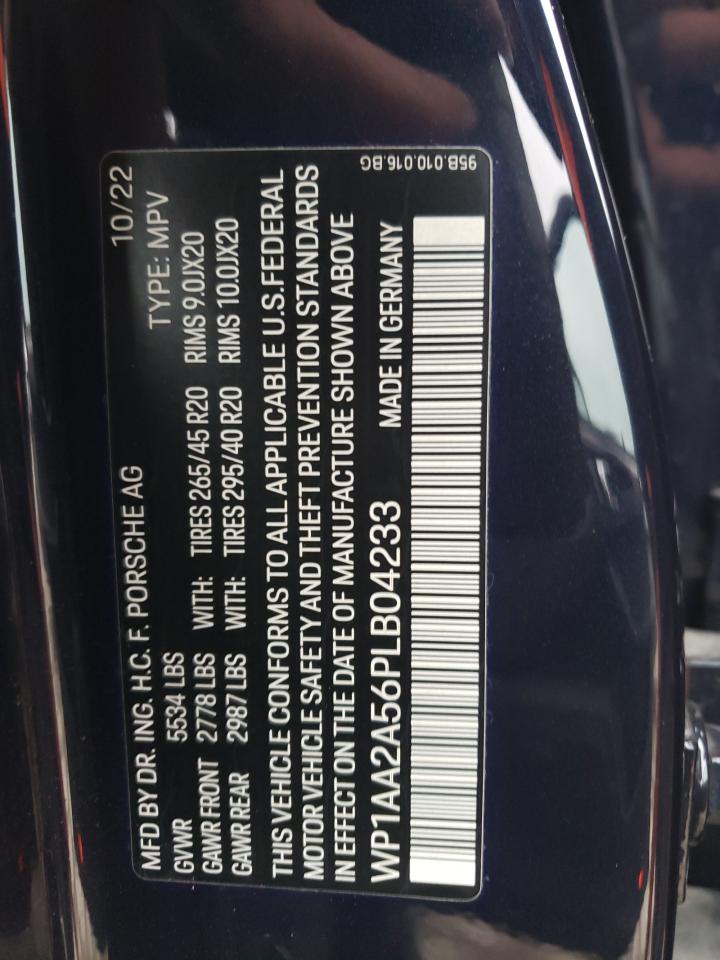 MFD BY DR. ING. H.C. F. PORSCHE AG 10/22
GVWR 5534 LBS TYPE: MPV
GAWR FRONT 2778 LBS WITH: TIRES 265/45 R20 RIMS 9.0JX20
GAWR REAR 2987 LBS WITH: TIRES 295/40 R20 RIMS 10.0JX20
THIS VEHICLE CONFORMS TO ALL APPLICABLE U.S.FEDERAL
MOTOR VEHICLE SAFETY AND THEFT PREVENTION STANDARDS
IN EFFECT ON THE DATE OF MANUFACTURE SHOWN ABOVE
WP1AA2A56PLB04233 MADE IN GERMANY
95B.010.016.BG